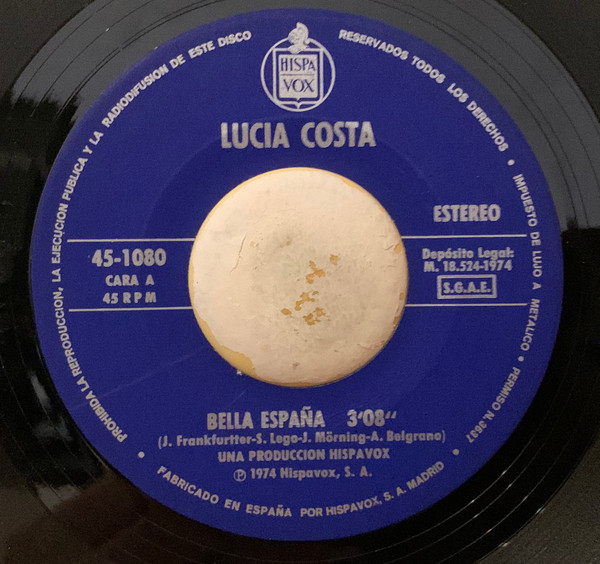 PROHIBIDA LA REPRODUCCION, LA EJECUCION PUBLICA Y LA RADIODIFUSION DE ESTE DISCO
RESERVADOS TODOS LOS DERECHOS • IMPUESTO DE LUJO A METALICO • PERMISO N.3637
HISPA
VOX
LUCIA COSTA
ESTEREO
45-1080
CARA A
45 RPM
Depósito Legal:
M. 18.524-1974
S.G.A.E.
BELLA ESPAÑA 3'08"
(J. Frankfurtter-S. Lego-J. Mörning-A. Belgrano)
UNA PRODUCCION HISPAVOX
Ⓟ 1974 Hispavox, S. A.
• FABRICADO EN ESPAÑA POR HISPAVOX, S. A. MADRID •